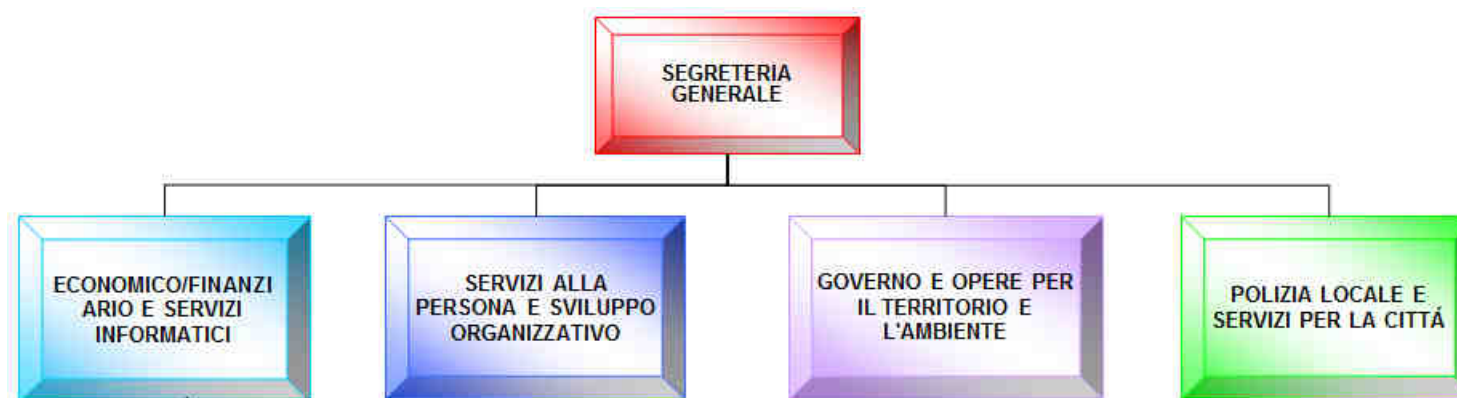 SEGRETERIA
GENERALE
ECONOMICO/FINANZI
ARIO E SERVIZI
INFORMATICI
SERVIZI ALLA
PERSONA E SVILUPPO
ORGANIZZATIVO
GOVERNO E OPERE PER
IL TERRITORIO E
L'AMBIENTE
POLIZIA LOCALE E
SERVIZI PER LA CITTÁ